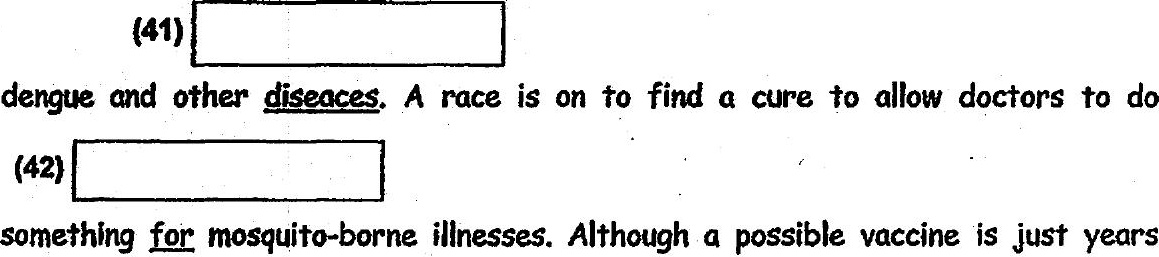 (41)
dengue and other diseaces. A race is on to find a cure to allow doctors to do
(42)
something for mosquito-borne illnesses. Although a possible vaccine is just years